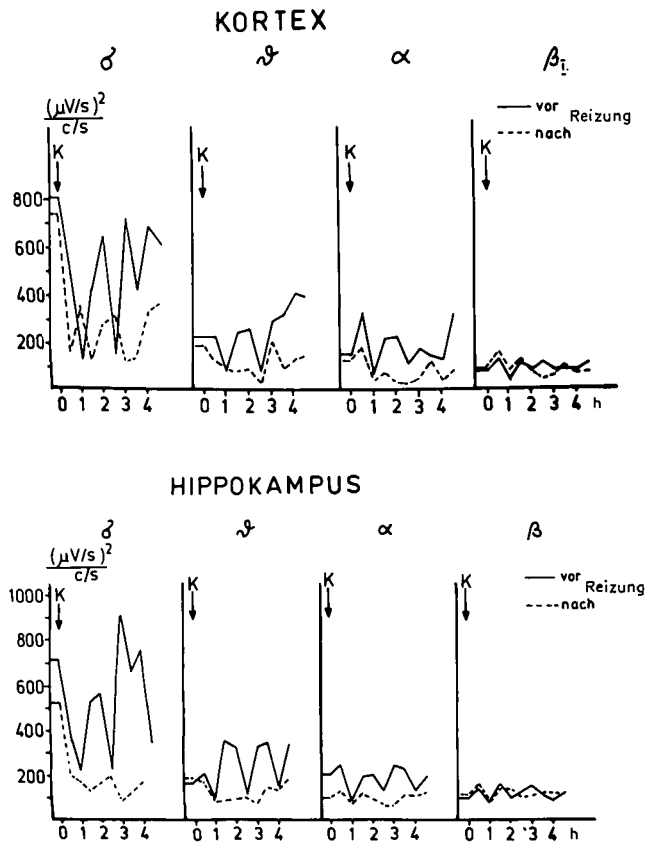 KORTEX
δ ϑ α β I.
(μV/s)²
c/s
— vor Reizung
---- nach
K K K K
800
600
400
200
0 1 2 3 4 0 1 2 3 4 0 1 2 3 4 0 1 2 3 4 h
HIPPOKAMPUS
δ ϑ α β
(μV/s)²
c/s
— vor Reizung
---- nach
K K K K
1000
800
600
400
200
0 1 2 3 4 0 1 2 3 4 0 1 2 3 4 0 1 2 3 4 h